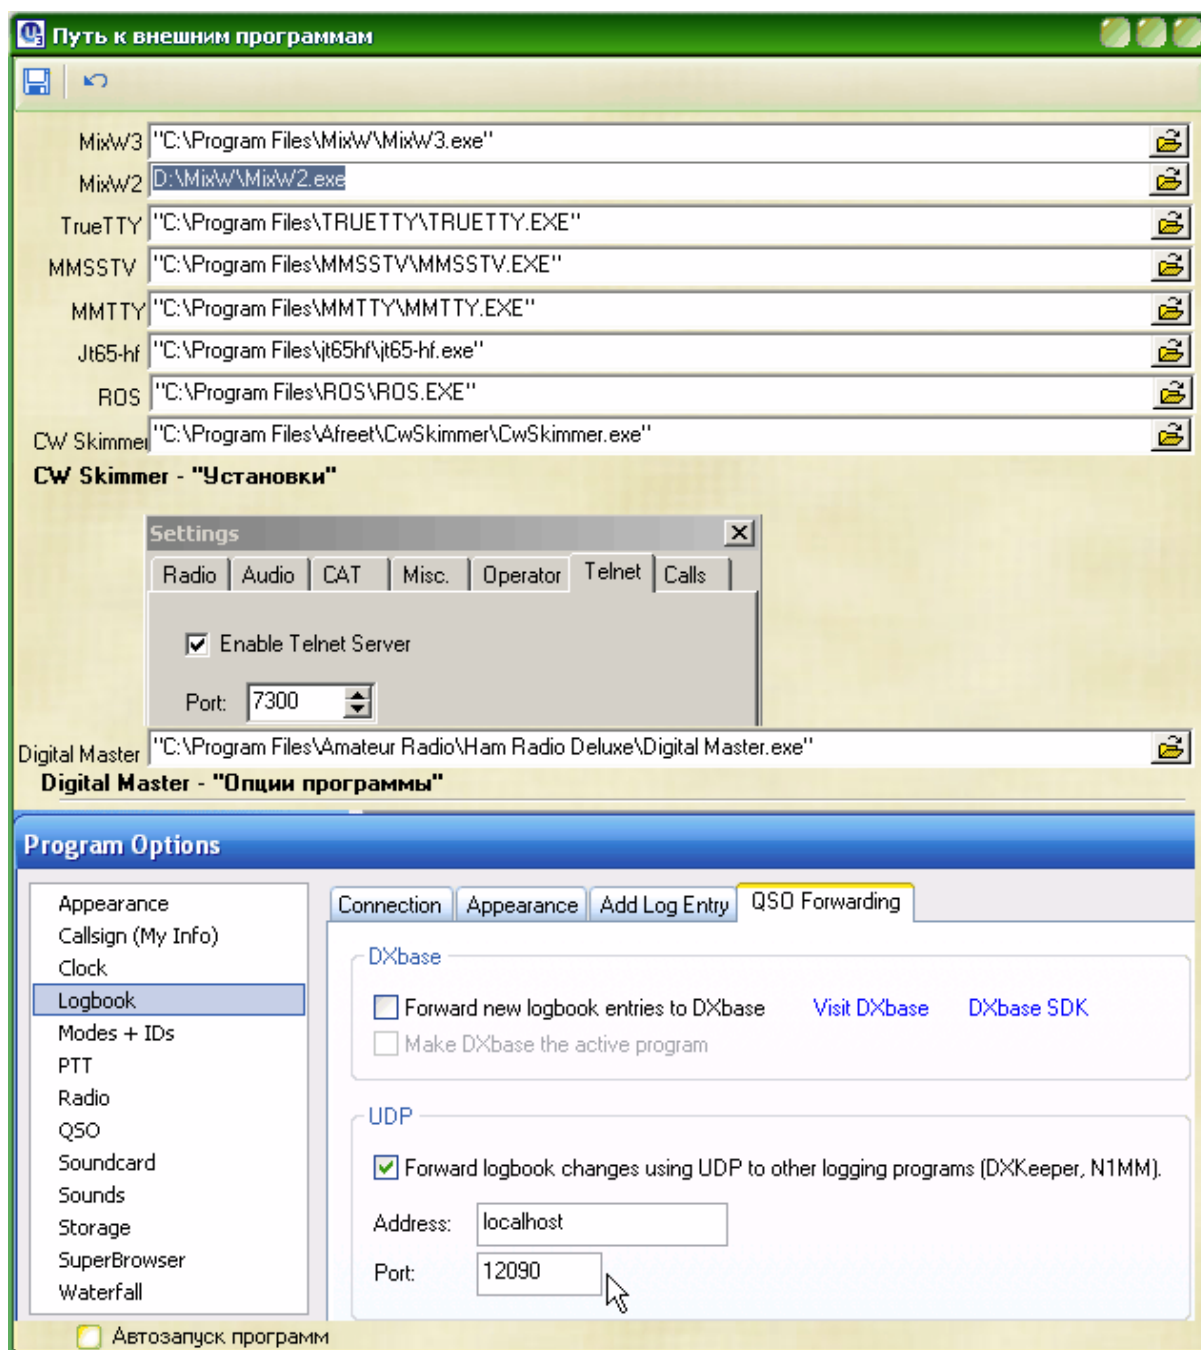 Путь к внешним программам
MixW3 "C:\Program Files\MixW\MixW3.exe"
MixW2 D:\MixW\MixW2.exe
TrueTTY "C:\Program Files\TRUETTY\TRUETTY.EXE"
MMSSTV "C:\Program Files\MMSSTV\MMSSTV.EXE"
MMTTY "C:\Program Files\MMTTY\MMTTY.EXE"
Jt65-hf "C:\Program Files\jt65hf\jt65-hf.exe"
ROS "C:\Program Files\ROS\ROS.EXE"
CW Skimmer "C:\Program Files\Afreet\CwSkimmer\CwSkimmer.exe"
CW Skimmer - "Установки"
Settings
Radio Audio CAT Misc. Operator Telnet Calls
Enable Telnet Server
Port: 7300
Digital Master "C:\Program Files\Amateur Radio\Ham Radio Deluxe\Digital Master.exe"
Digital Master - "Опции программы"
Program Options
Appearance
Callsign (My Info)
Clock
Logbook
Modes + IDs
PTT
Radio
QSO
Soundcard
Sounds
Storage
SuperBrowser
Waterfall
Connection Appearance Add Log Entry QSO Forwarding
DXbase
Forward new logbook entries to DXbase Visit DXbase DXbase SDK
Make DXbase the active program
UDP
Forward logbook changes using UDP to other logging programs (DXKeeper, N1MM).
Address: localhost
Port: 12090
Автозапуск программ